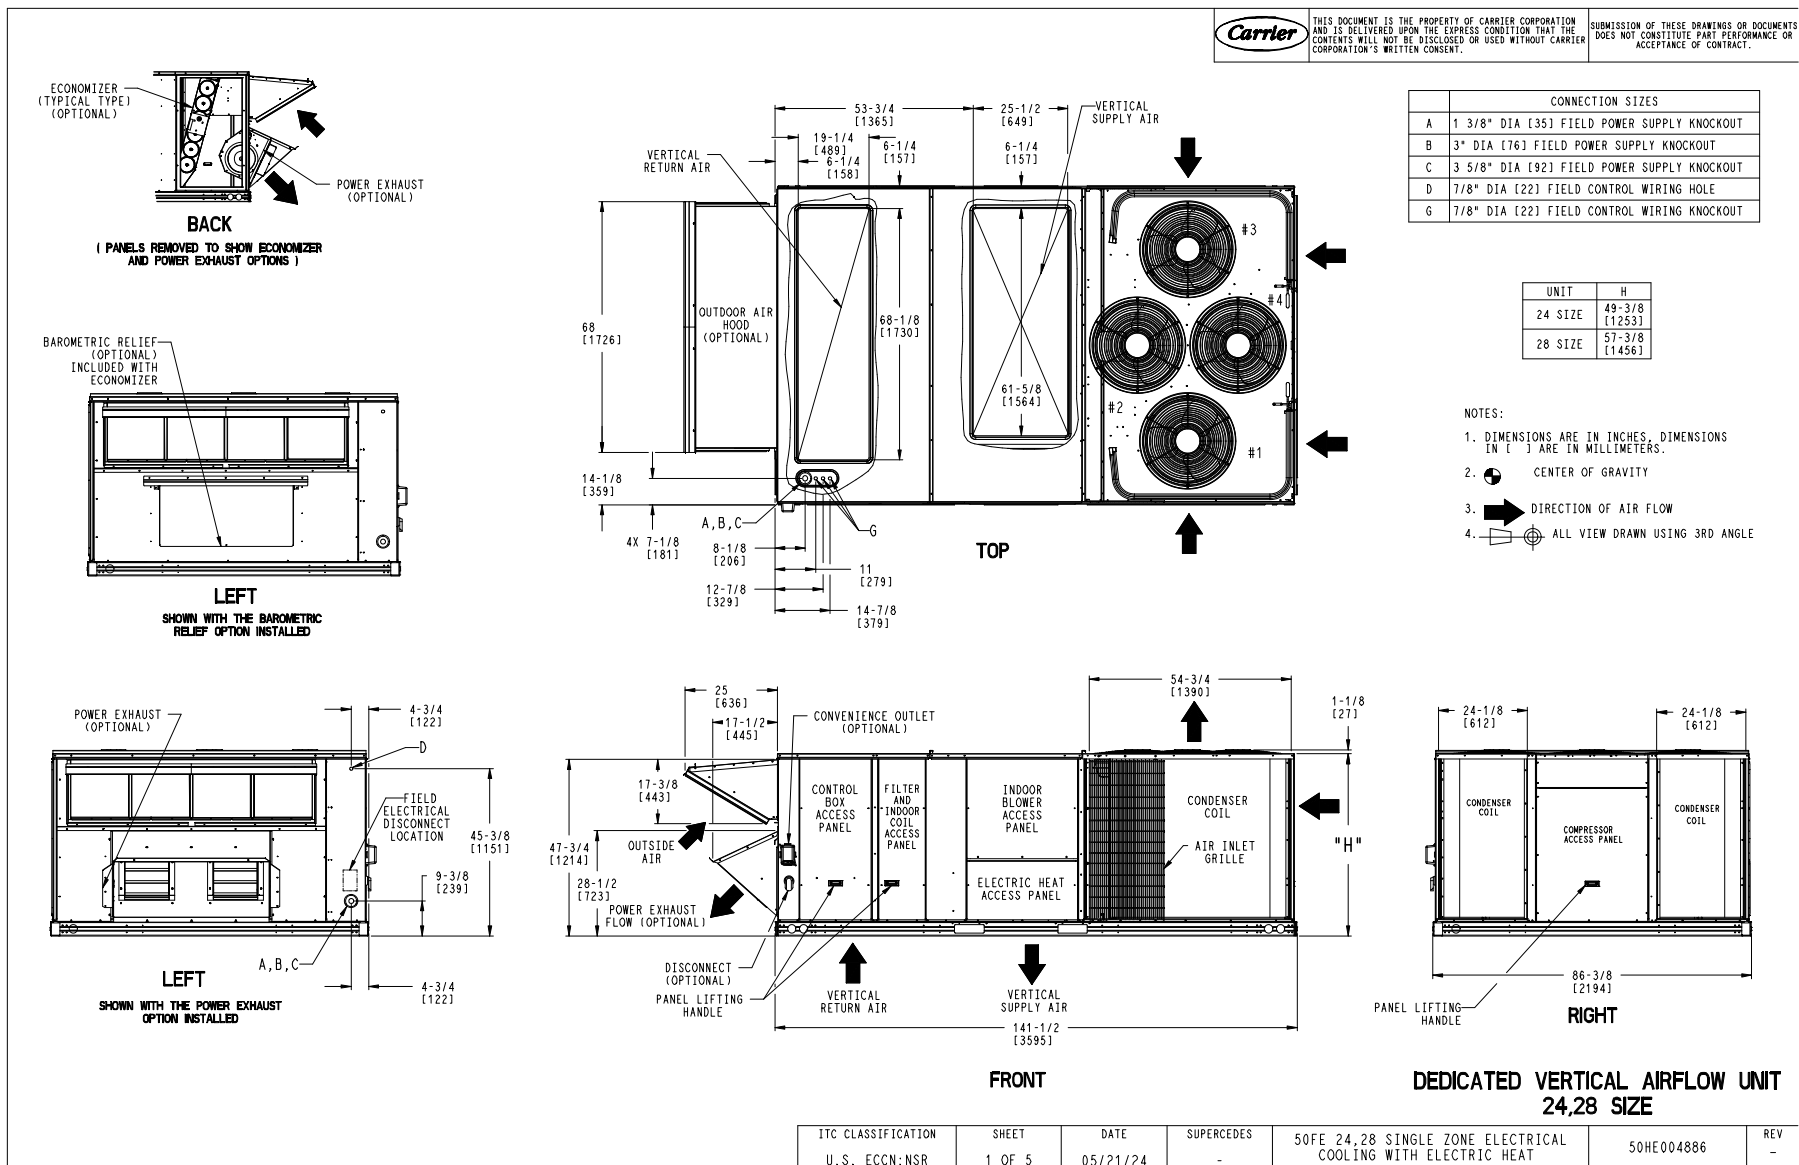 Carrier
THIS DOCUMENT IS THE PROPERTY OF CARRIER CORPORATION
AND IS DELIVERED UPON THE EXPRESS CONDITION THAT THE
CONTENTS WILL NOT BE DISCLOSED OR USED WITHOUT CARRIER
CORPORATION'S WRITTEN CONSENT.
SUBMISSION OF THESE DRAWINGS OR DOCUMENTS
DOES NOT CONSTITUTE PART PERFORMANCE OR
ACCEPTANCE OF CONTRACT.
ECONOMIZER
(TYPICAL TYPE)
(OPTIONAL)
POWER EXHAUST
(OPTIONAL)
BACK
( PANELS REMOVED TO SHOW ECONOMIZER
AND POWER EXHAUST OPTIONS )
BAROMETRIC RELIEF
(OPTIONAL)
INCLUDED WITH
ECONOMIZER
LEFT
SHOWN WITH THE BAROMETRIC
RELIEF OPTION INSTALLED
53-3/4
[1365]
25-1/2
[649]
VERTICAL
SUPPLY AIR
19-1/4
[489]
6-1/4
[158]
6-1/4
[157]
6-1/4
[157]
VERTICAL
RETURN AIR
68
[1726]
OUTDOOR AIR
HOOD
(OPTIONAL)
68-1/8
[1730]
61-5/8
[1564]
#3
#4
#2
#1
14-1/8
[359]
A,B,C
G
4X 7-1/8
[181]
8-1/8
[206]
11
[279]
12-7/8
[329]
14-7/8
[379]
TOP
CONNECTION SIZES
A 1 3/8" DIA [35] FIELD POWER SUPPLY KNOCKOUT
B 3" DIA [76] FIELD POWER SUPPLY KNOCKOUT
C 3 5/8" DIA [92] FIELD POWER SUPPLY KNOCKOUT
D 7/8" DIA [22] FIELD CONTROL WIRING HOLE
G 7/8" DIA [22] FIELD CONTROL WIRING KNOCKOUT
UNIT H
24 SIZE 49-3/8
[1253]
28 SIZE 57-3/8
[1456]
NOTES:
1. DIMENSIONS ARE IN INCHES, DIMENSIONS
IN [ ] ARE IN MILLIMETERS.
2. CENTER OF GRAVITY
3. DIRECTION OF AIR FLOW
4. ALL VIEW DRAWN USING 3RD ANGLE
POWER EXHAUST
(OPTIONAL)
4-3/4
[122]
D
FIELD
ELECTRICAL
DISCONNECT
LOCATION
45-3/8
[1151]
9-3/8
[239]
A,B,C
4-3/4
[122]
LEFT
SHOWN WITH THE POWER EXHAUST
OPTION INSTALLED
25
[636]
17-1/2
[445]
CONVENIENCE OUTLET
(OPTIONAL)
54-3/4
[1390]
1-1/8
[27]
17-3/8
[443]
OUTSIDE
AIR
47-3/4
[1214]
28-1/2
[723]
POWER EXHAUST
FLOW (OPTIONAL)
CONTROL
BOX
ACCESS
PANEL
FILTER
AND
INDOOR
COIL
ACCESS
PANEL
INDOOR
BLOWER
ACCESS
PANEL
ELECTRIC HEAT
ACCESS PANEL
CONDENSER
COIL
AIR INLET
GRILLE
"H"
DISCONNECT
(OPTIONAL)
PANEL LIFTING
HANDLE
VERTICAL
RETURN AIR
VERTICAL
SUPPLY AIR
141-1/2
[3595]
FRONT
24-1/8
[612]
24-1/8
[612]
CONDENSER
COIL
COMPRESSOR
ACCESS PANEL
CONDENSER
COIL
86-3/8
[2194]
PANEL LIFTING
HANDLE
RIGHT
DEDICATED VERTICAL AIRFLOW UNIT
24,28 SIZE
ITC CLASSIFICATION
U.S. ECCN:NSR
SHEET
1 OF 5
DATE
05/21/24
SUPERCEDES
-
50FE 24,28 SINGLE ZONE ELECTRICAL
COOLING WITH ELECTRIC HEAT
50HE004886
REV
-